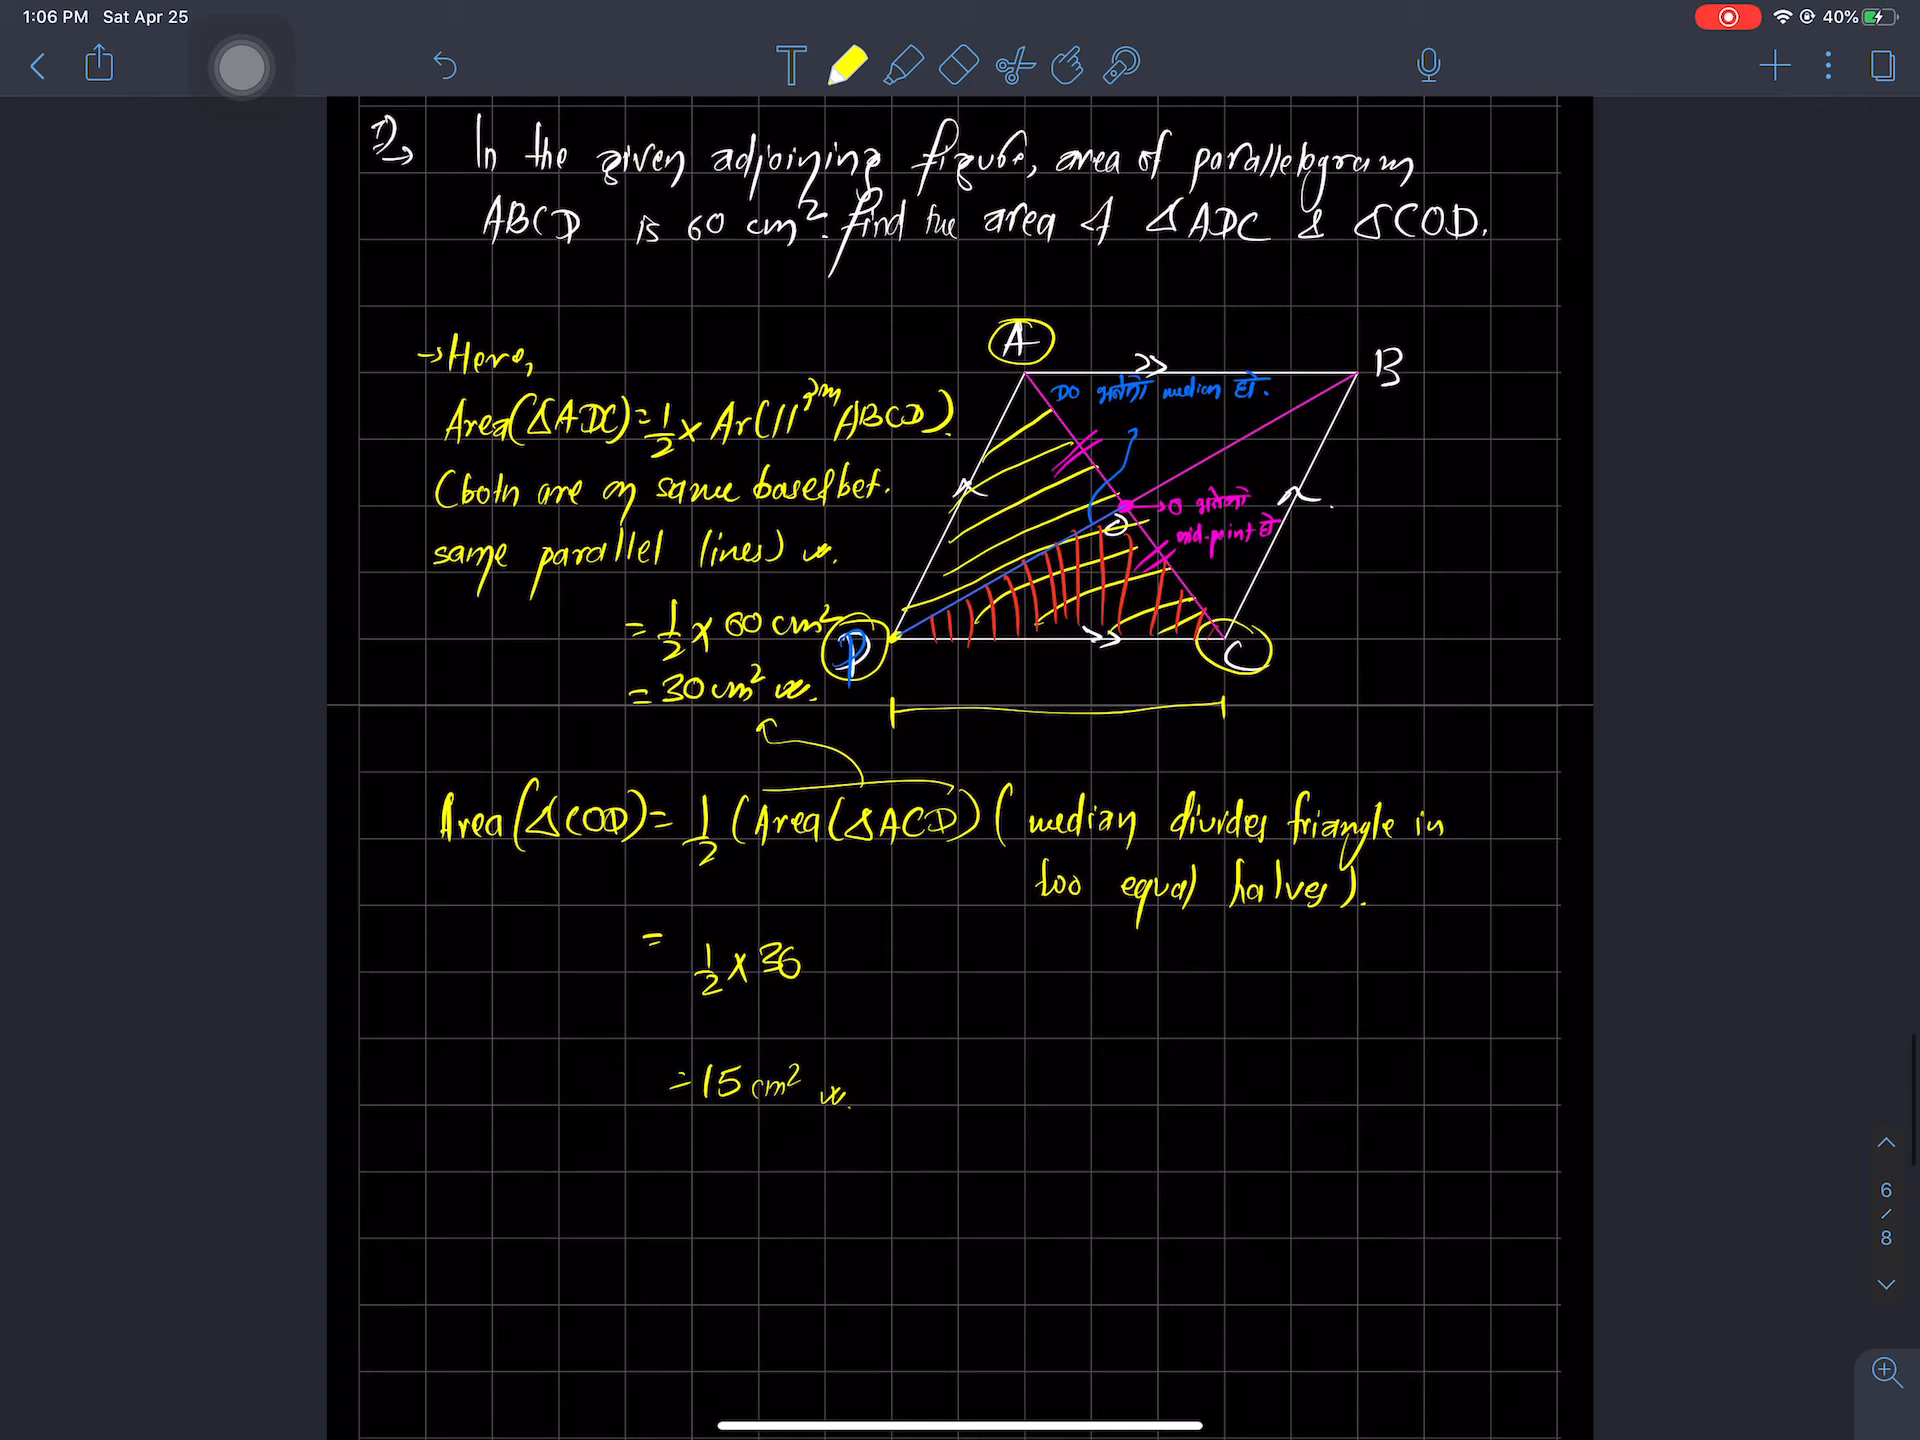 1:06 PM Sat Apr 25
40%
In the given adjoining figure, area of parallelogram
ABCD is 60 cm². find the area of ΔADC & ΔCOD.
→Here,
Area(ΔADC)=1/2× Ar(llgm ABCD).
(both are on same base&bet.
same parallel lines)
= 1/2 × 60 cm²
= 30 cm²
A
B
DO भनेको median हो.
→O भनेको
mid-point हो
O
D
C
Area(ΔCOD)= 1/2 (Area(ΔACD)) (median divides triangle in
too equal halves).
= 1/2 × 30
=15 cm²
6
/
8